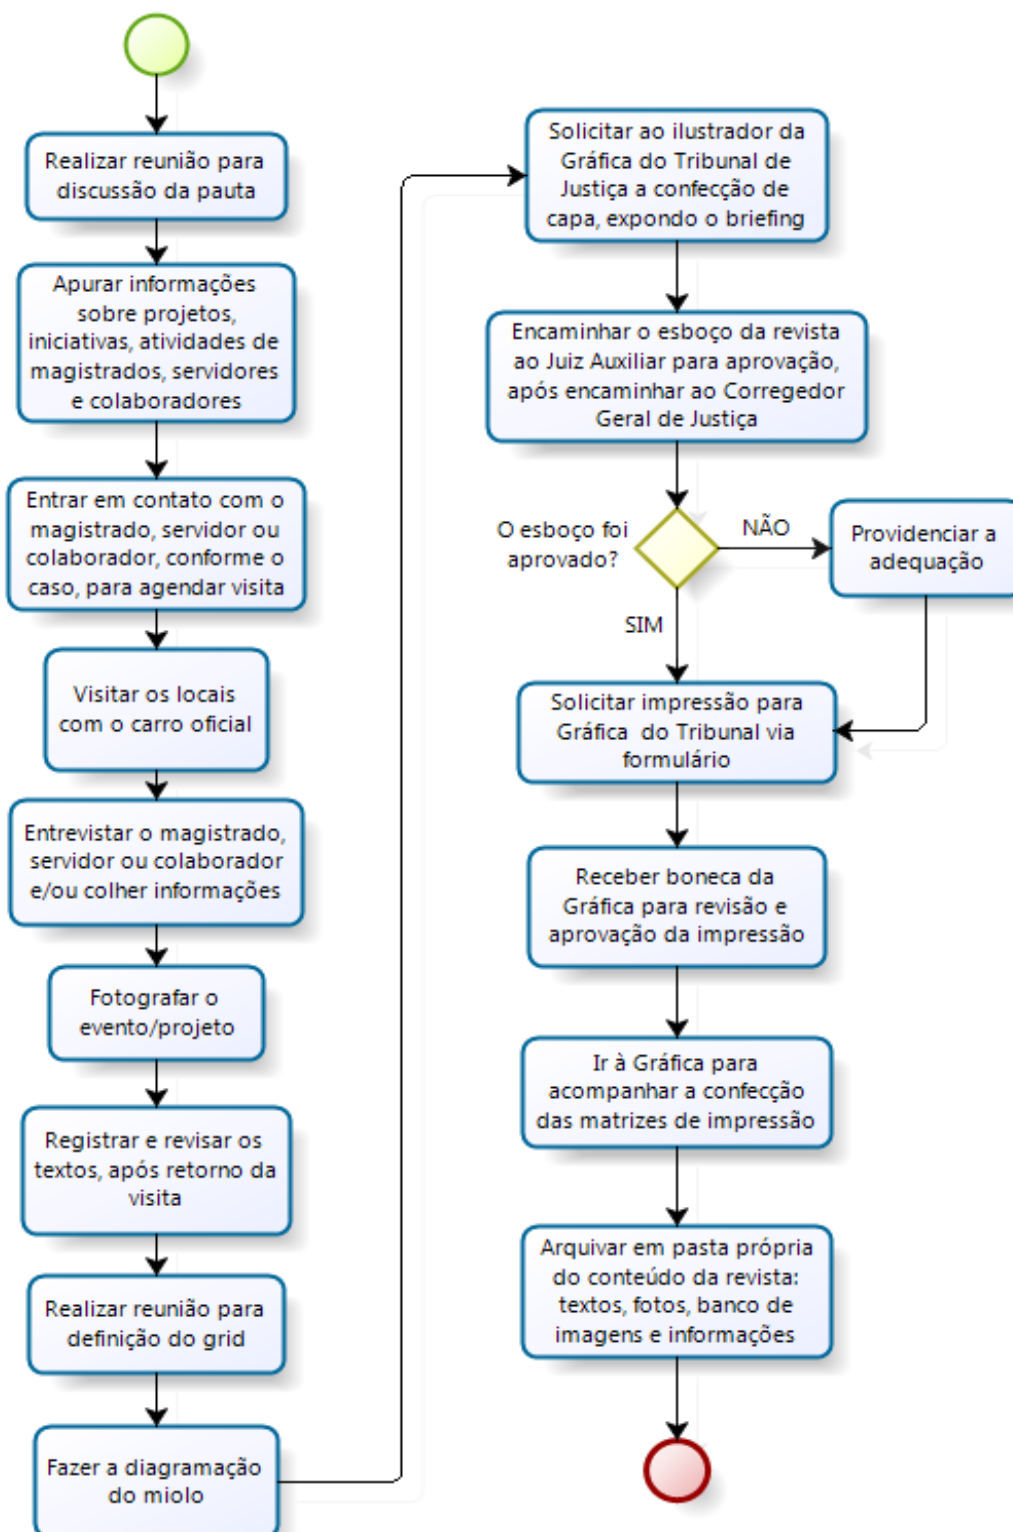 Realizar reunião para
discussão da pauta
Apurar informações
sobre projetos,
iniciativas, atividades de
magistrados, servidores
e colaboradores
Entrar em contato com o
magistrado, servidor ou
colaborador, conforme o
caso, para agendar visita
Visitar os locais
com o carro oficial
Entrevistar o magistrado,
servidor ou colaborador
e/ou colher informações
Fotografar o
evento/projeto
Registrar e revisar os
textos, após retorno da
visita
Realizar reunião para
definição do grid
Fazer a diagramação
do miolo
Solicitar ao ilustrador da
Gráfica do Tribunal de
Justiça a confecção de
capa, expondo o briefing
Encaminhar o esboço da revista
ao Juiz Auxiliar para aprovação,
após encaminhar ao Corregedor
Geral de Justiça
O esboço foi
aprovado?
NÃO
Providenciar a
adequação
SIM
Solicitar impressão para
Gráfica do Tribunal via
formulário
Receber boneca da
Gráfica para revisão e
aprovação da impressão
Ir à Gráfica para
acompanhar a confecção
das matrizes de impressão
Arquivar em pasta própria
do conteúdo da revista:
textos, fotos, banco de
imagens e informações